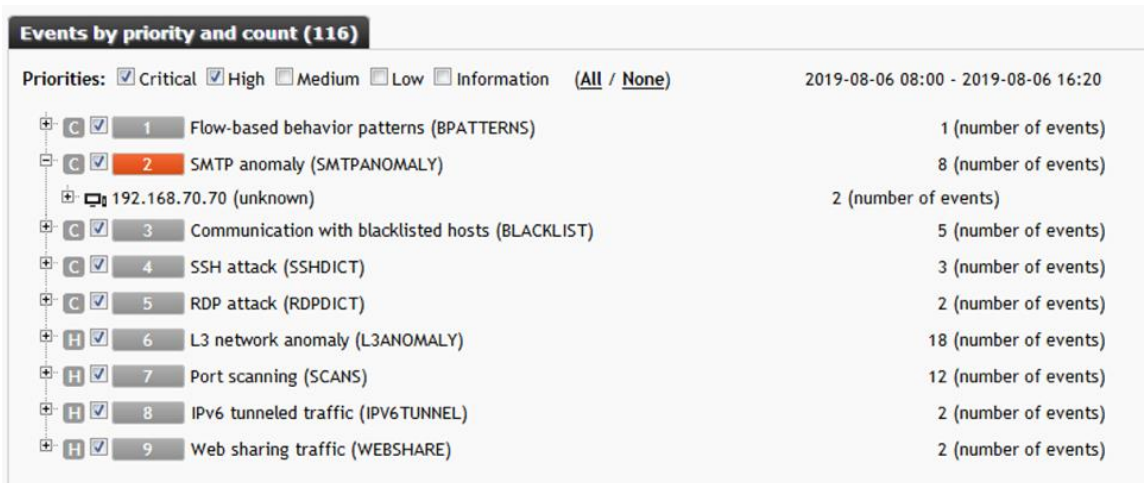 Events by priority and count (116)
Priorities: Critical High Medium Low Information (All / None) 2019-08-06 08:00 - 2019-08-06 16:20
C 1 Flow-based behavior patterns (BPATTERNS) 1 (number of events)
C 2 SMTP anomaly (SMTPANOMALY) 8 (number of events)
192.168.70.70 (unknown) 2 (number of events)
C 3 Communication with blacklisted hosts (BLACKLIST) 5 (number of events)
C 4 SSH attack (SSHDICT) 3 (number of events)
C 5 RDP attack (RDPDICT) 2 (number of events)
H 6 L3 network anomaly (L3ANOMALY) 18 (number of events)
H 7 Port scanning (SCANS) 12 (number of events)
H 8 IPv6 tunneled traffic (IPV6TUNNEL) 2 (number of events)
H 9 Web sharing traffic (WEBSHARE) 2 (number of events)